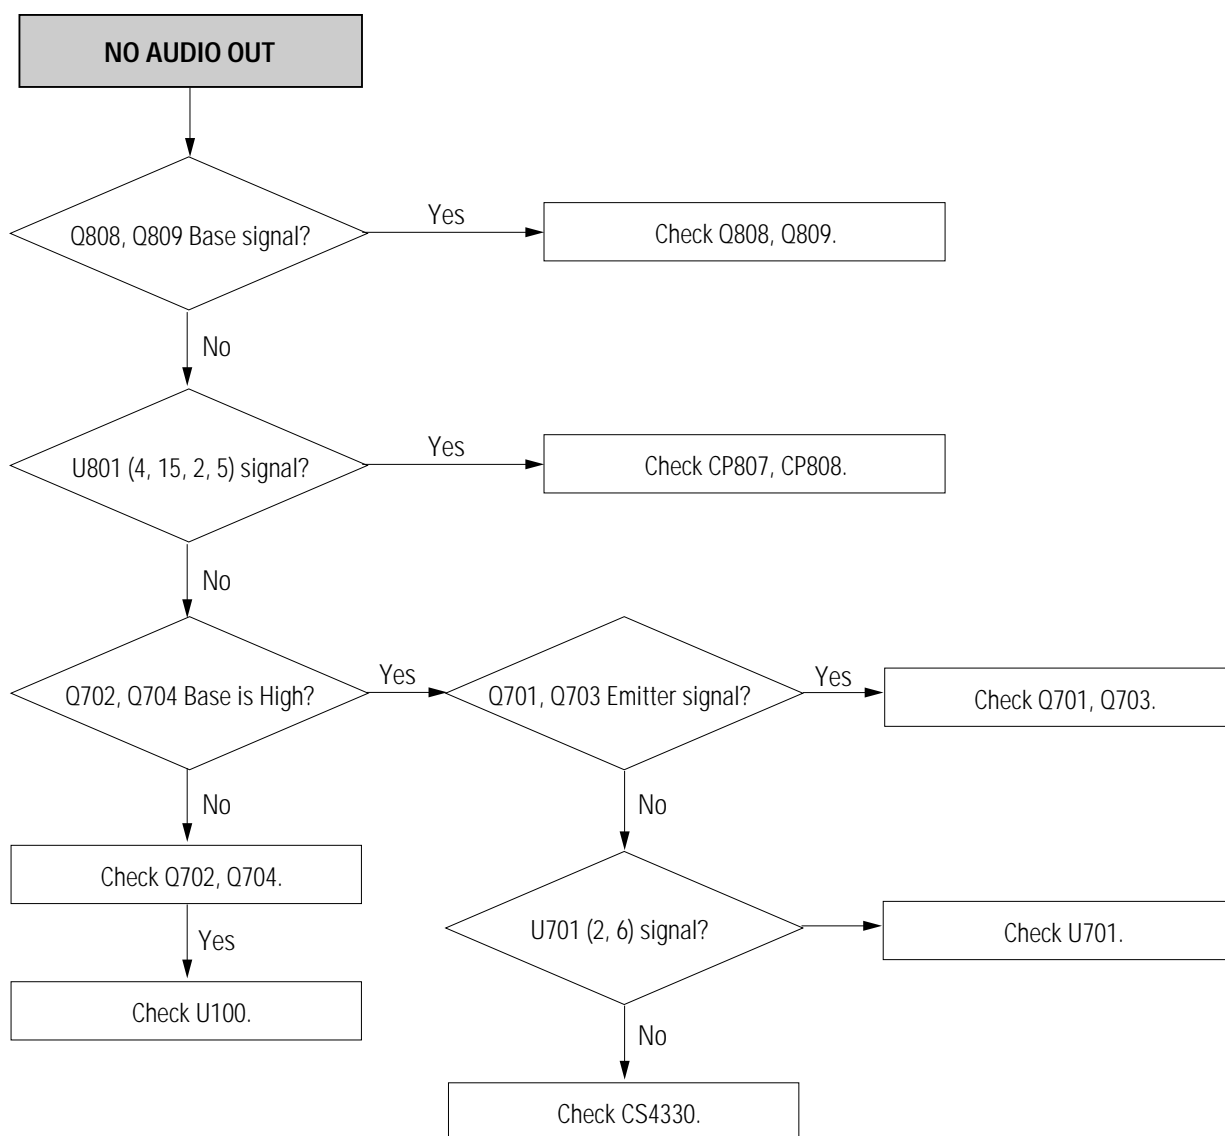 NO AUDIO OUT
Q808, Q809 Base signal?
Yes
Check Q808, Q809.
No
U801 (4, 15, 2, 5) signal?
Yes
Check CP807, CP808.
No
Q702, Q704 Base is High?
Yes
Q701, Q703 Emitter signal?
Yes
Check Q701, Q703.
No
No
Check Q702, Q704.
Yes
Check U100.
U701 (2, 6) signal?
Check U701.
No
Check CS4330.